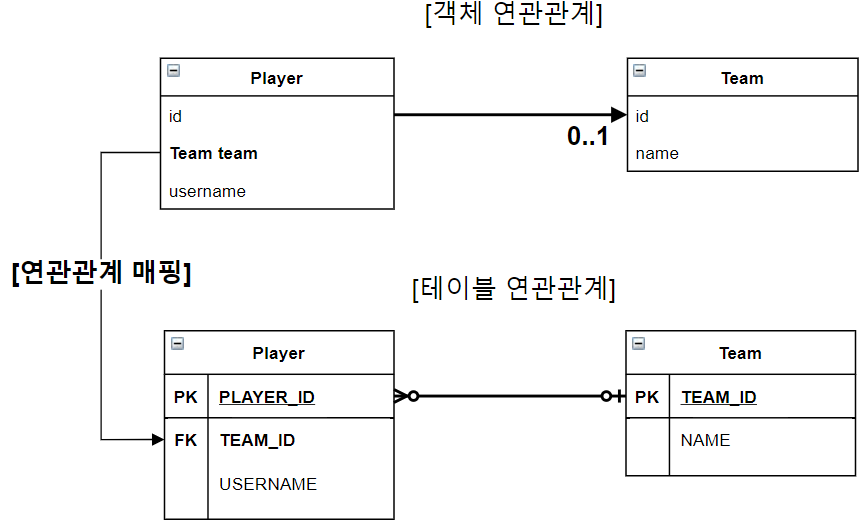 [객체 연관관계]
Player
id
Team team
username
0..1
Team
id
name
[연관관계 매핑]
[테이블 연관관계]
Player
PK PLAYER_ID
FK TEAM_ID
USERNAME
Team
PK TEAM_ID
NAME